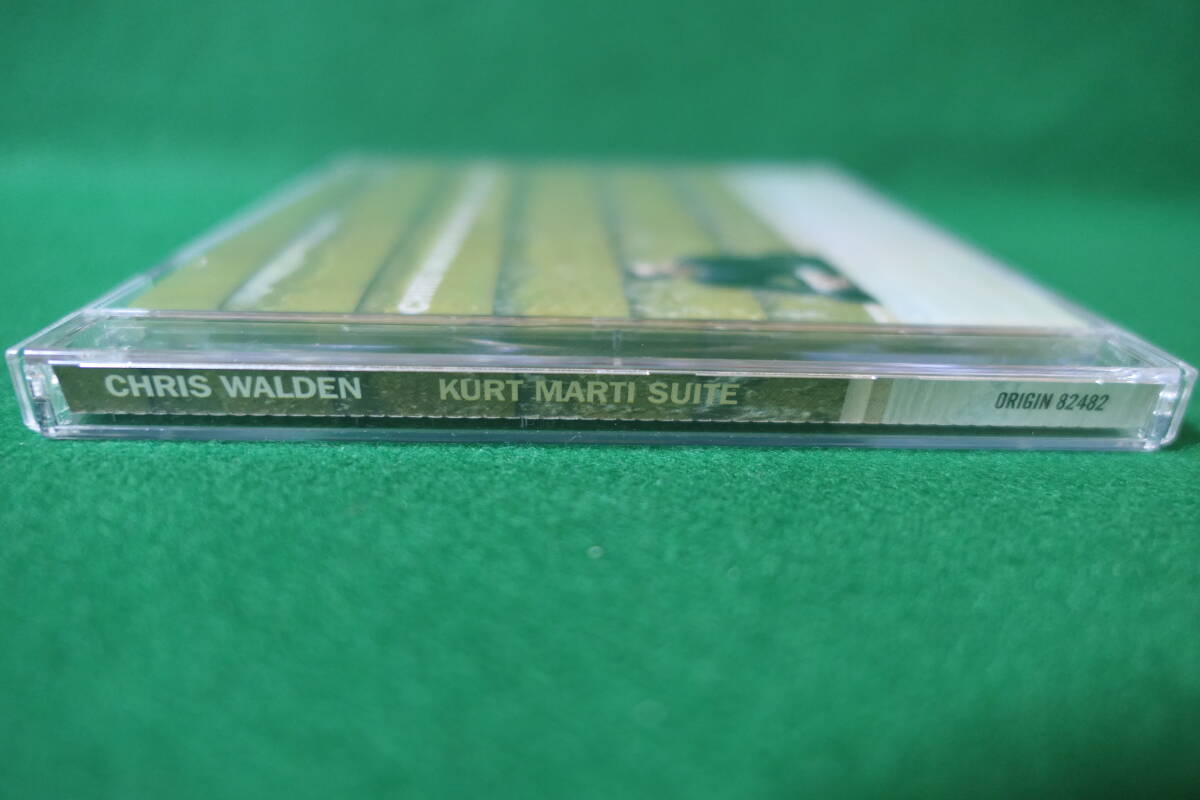 CHRIS WALDEN KURT MARTI SUITE ORIGIN 82482